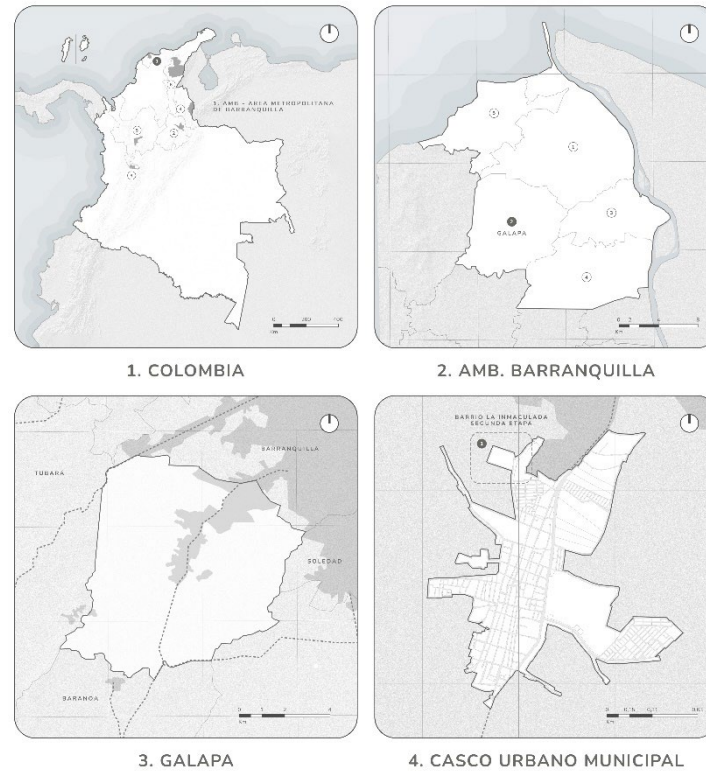 1. AMB - AREA METROPOLITANA
DE BARRANQUILLA
1. COLOMBIA
GALAPA
2. AMB. BARRANQUILLA
BARRANQUILLA
TUBARÁ
SOLEDAD
BARANOA
3. GALAPA
BARRIO LA INMACULADA
SEGUNDA ETAPA
4. CASCO URBANO MUNICIPAL